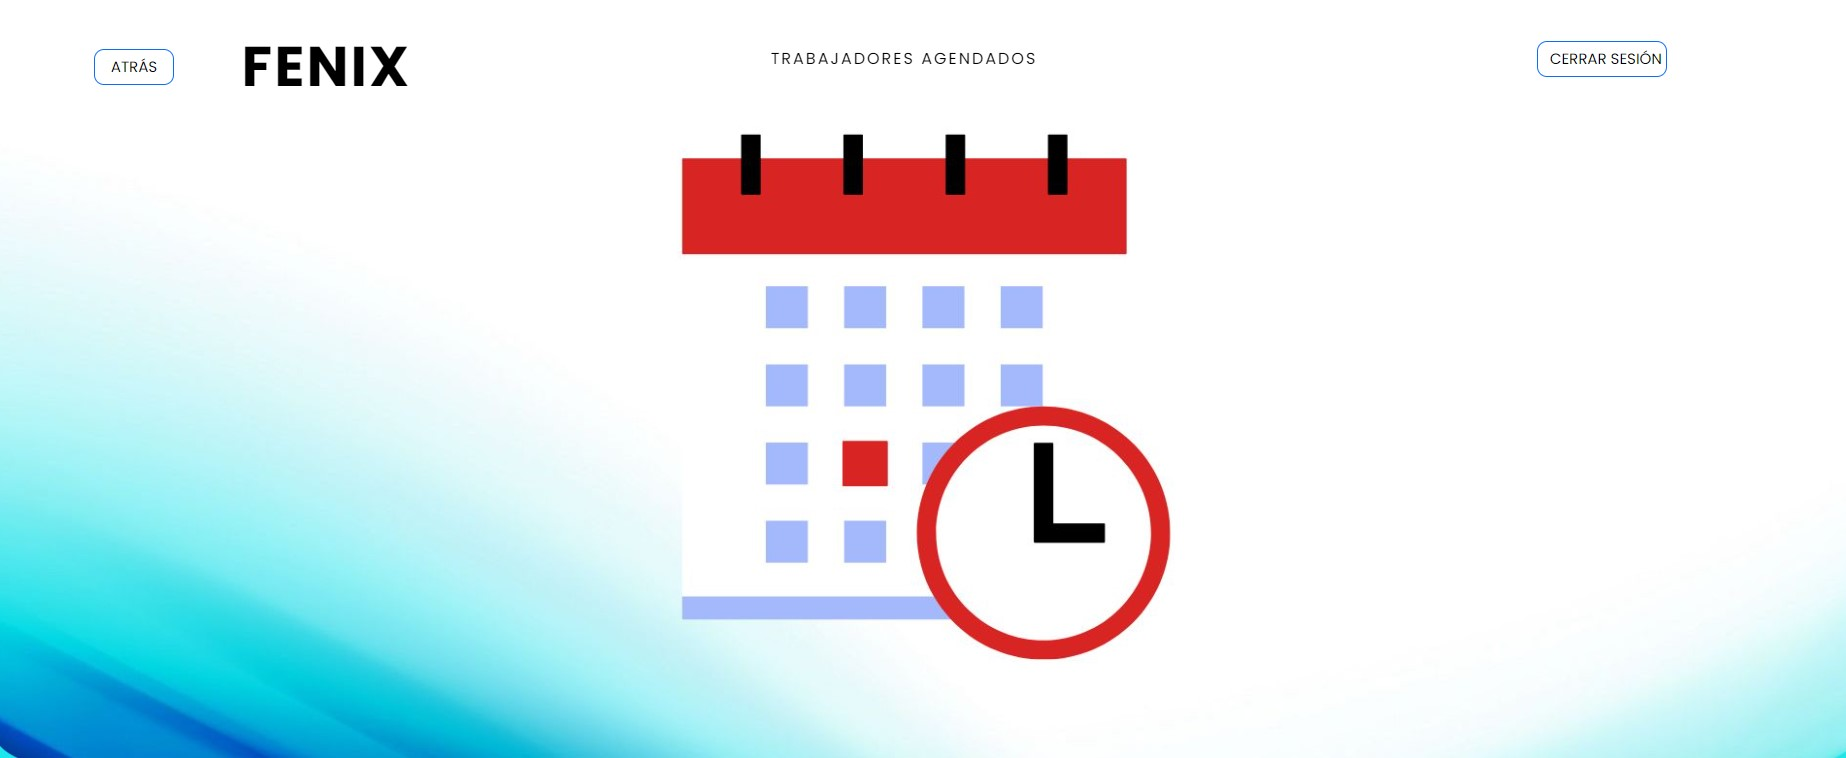 ATRÁS
FENIX
TRABAJADORES AGENDADOS
CERRAR SESIÓN